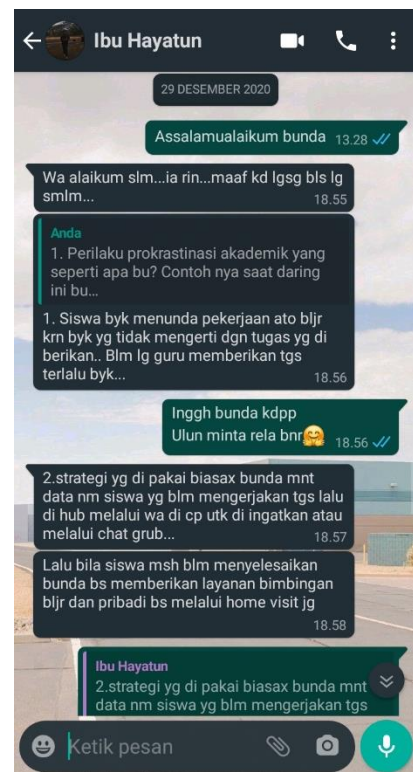 Ibu Hayatun
29 DESEMBER 2020
Assalamualaikum bunda 13.28
Wa alaikum slm...ia rin...maaf kd lgsg bls lg
smlm...
18.55
Anda
1. Perilaku prokrastinasi akademik yang
seperti apa bu? Contoh nya saat daring
ini bu...
1. Siswa byk menunda pekerjaan ato bljr
krn byk yg tidak mengerti dgn tugas yg di
berikan.. Blm lg guru memberikan tgs
terlalu byk...
18.56
Inggh bunda kdpp
Ulun minta rela bnr🤗 18.56
2.strategi yg di pakai biasax bunda mnt
data nm siswa yg blm mengerjakan tgs lalu
di hub melalui wa di cp utk di ingatkan atau
melalui chat grub...
18.57
Lalu bila siswa msh blm menyelesaikan
bunda bs memberikan layanan bimbingan
bljr dan pribadi bs melalui home visit jg
18.58
Ibu Hayatun
2.strategi yg di pakai biasax bunda mnt
data nm siswa yg blm mengerjakan tgs
Ketik pesan